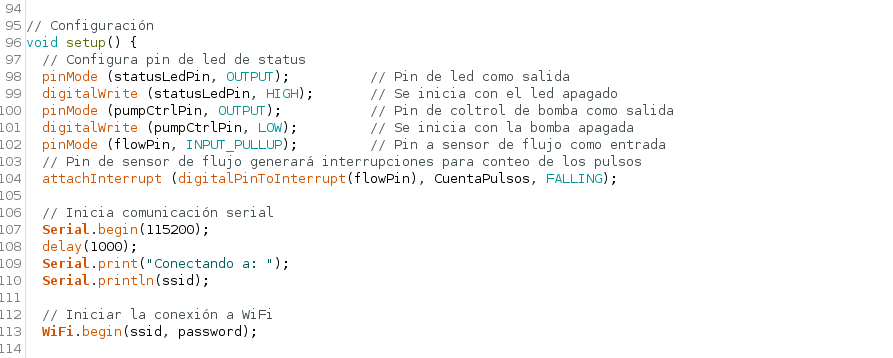 94
95 // Configuración
96 void setup() {
97 // Configura pin de led de status
98 pinMode (statusLedPin, OUTPUT); // Pin de led como salida
99 digitalWrite (statusLedPin, HIGH); // Se inicia con el led apagado
100 pinMode (pumpCtrlPin, OUTPUT); // Pin de coltrol de bomba como salida
101 digitalWrite (pumpCtrlPin, LOW); // Se inicia con la bomba apagada
102 pinMode (flowPin, INPUT_PULLUP); // Pin a sensor de flujo como entrada
103 // Pin de sensor de flujo generará interrupciones para conteo de los pulsos
104 attachInterrupt (digitalPinToInterrupt(flowPin), CuentaPulsos, FALLING);
105
106 // Inicia comunicación serial
107 Serial.begin(115200);
108 delay(1000);
109 Serial.print("Conectando a: ");
110 Serial.println(ssid);
111
112 // Iniciar la conexión a WiFi
113 WiFi.begin(ssid, password);
114